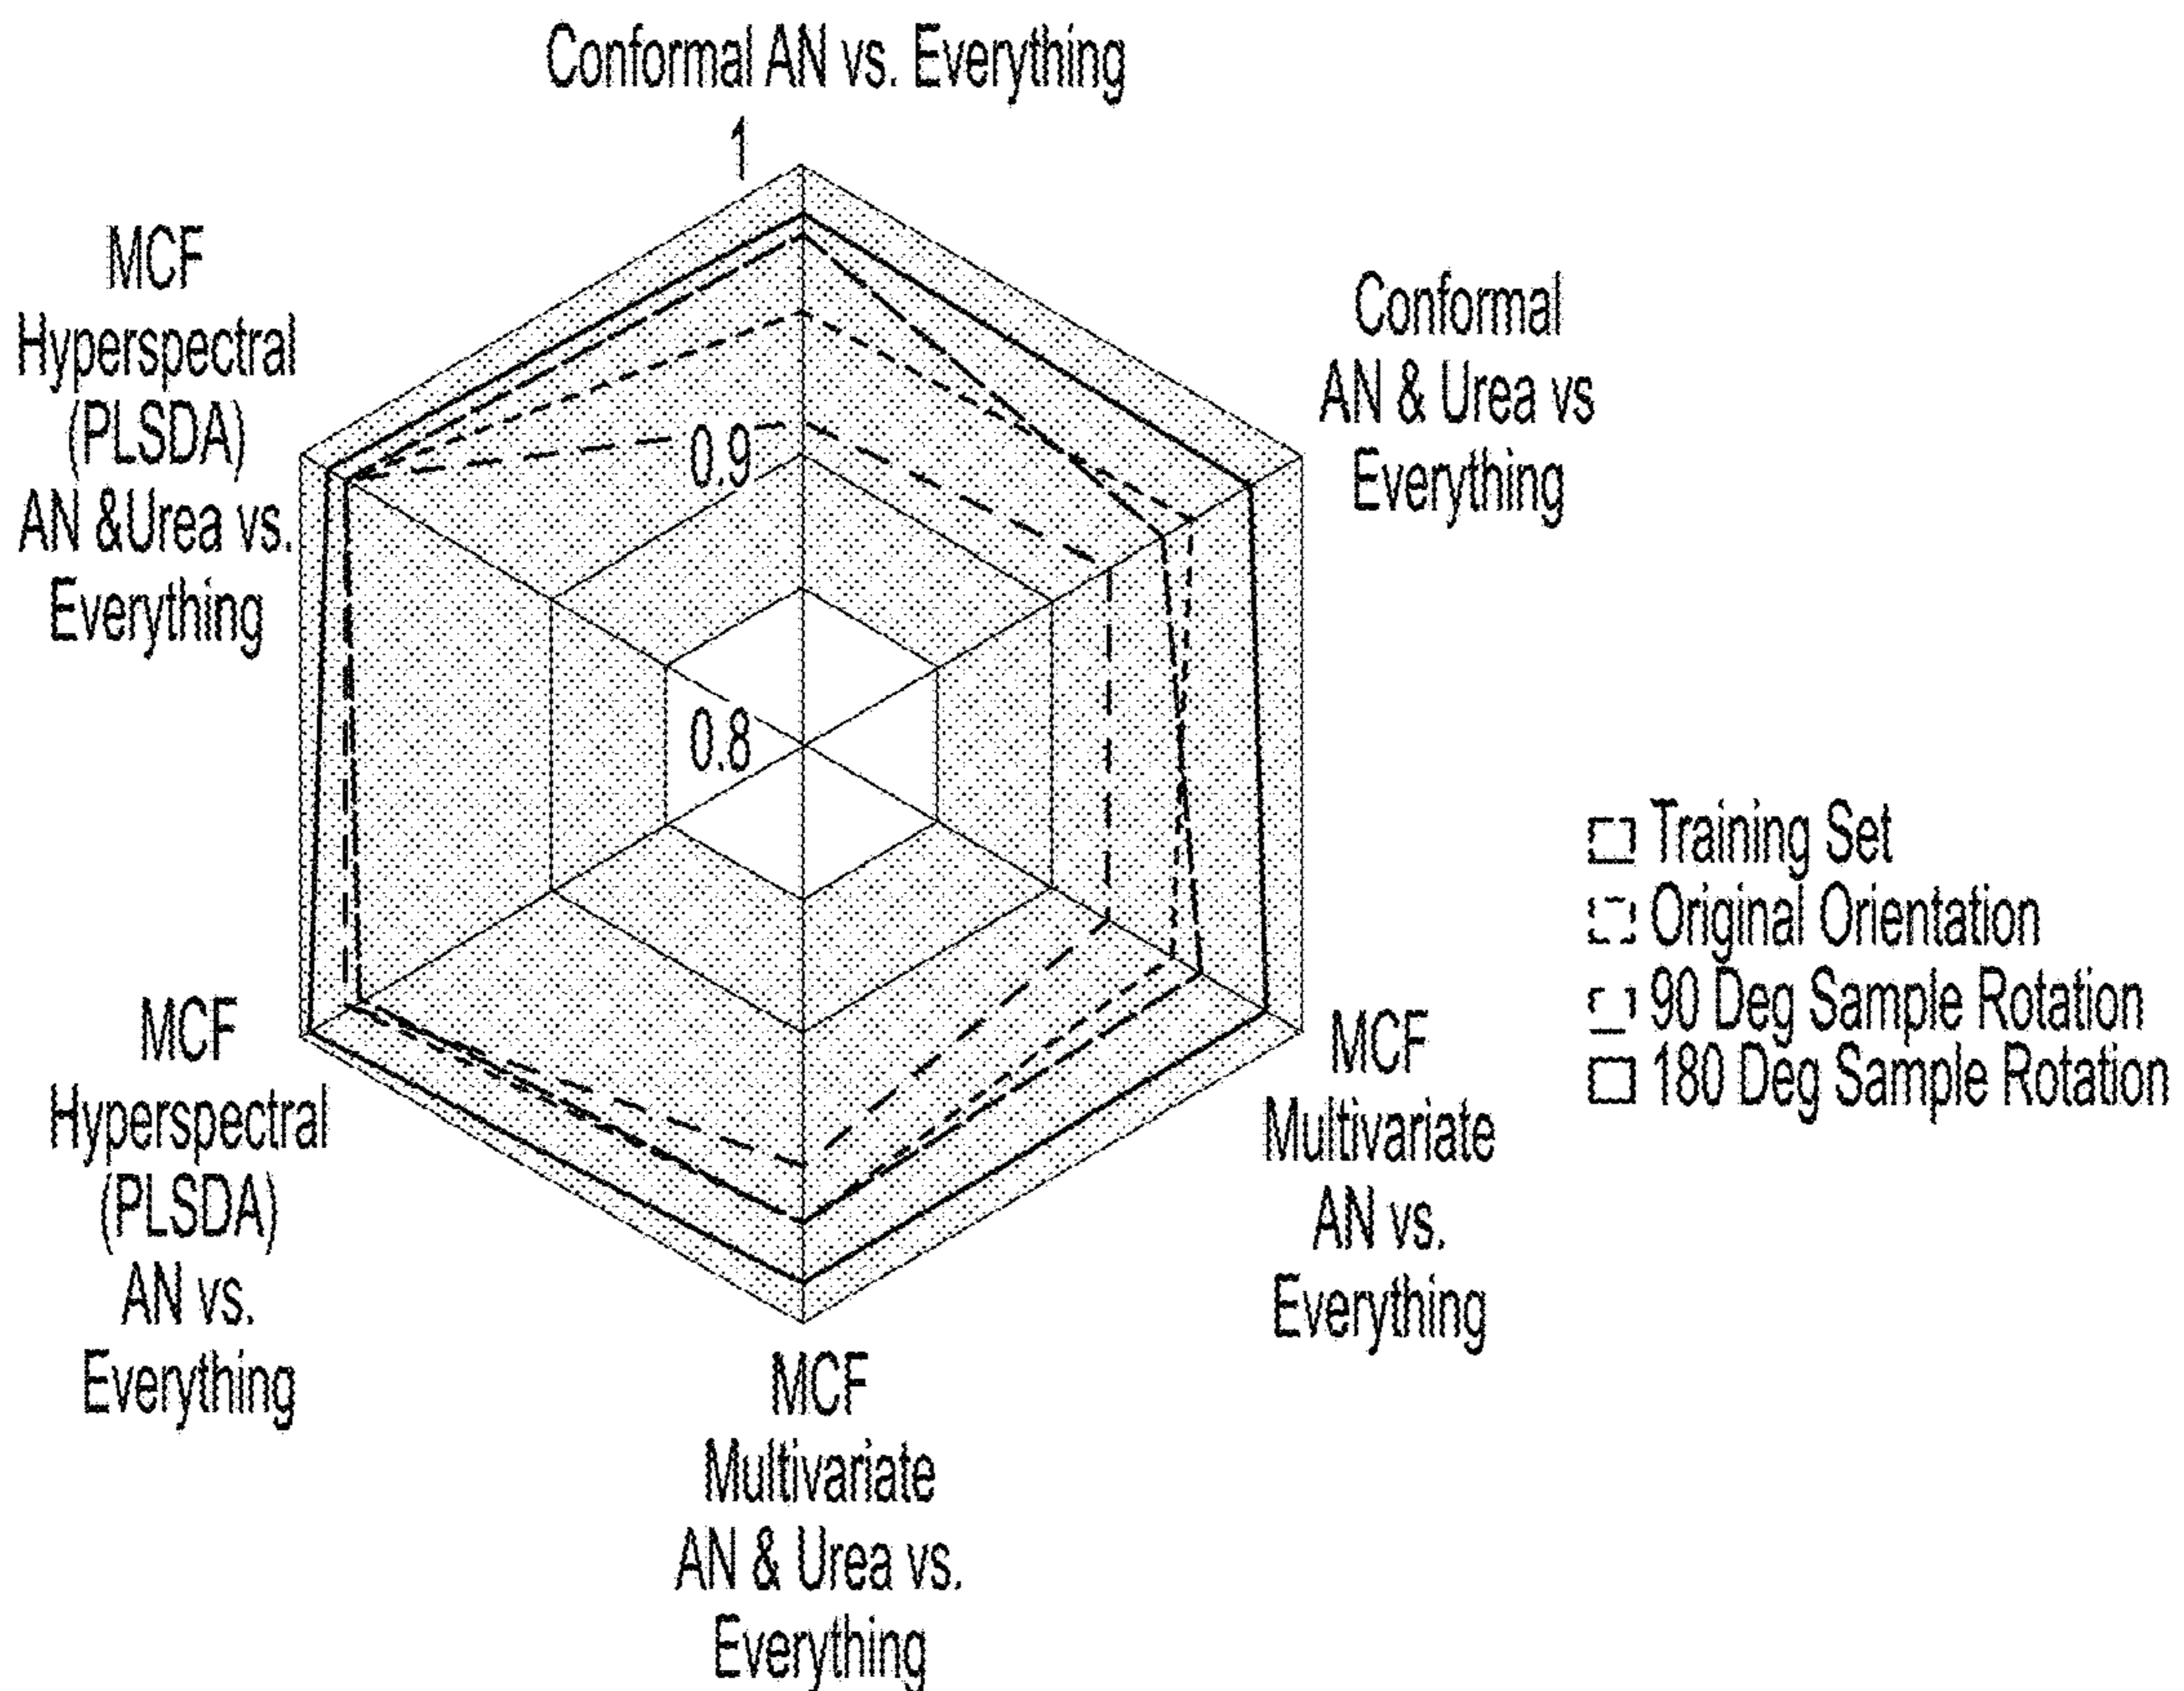 Conformal AN vs. Everything
1
MCF
Hyperspectral
(PLSDA)
AN &Urea vs.
Everything
Conformal
AN & Urea vs
Everything
0.9
0.8
Training Set
Original Orientation
90 Deg Sample Rotation
180 Deg Sample Rotation
MCF
Hyperspectral
(PLSDA)
AN vs.
Everything
MCF
Multivariate
AN vs.
Everything
MCF
Multivariate
AN & Urea vs.
Everything